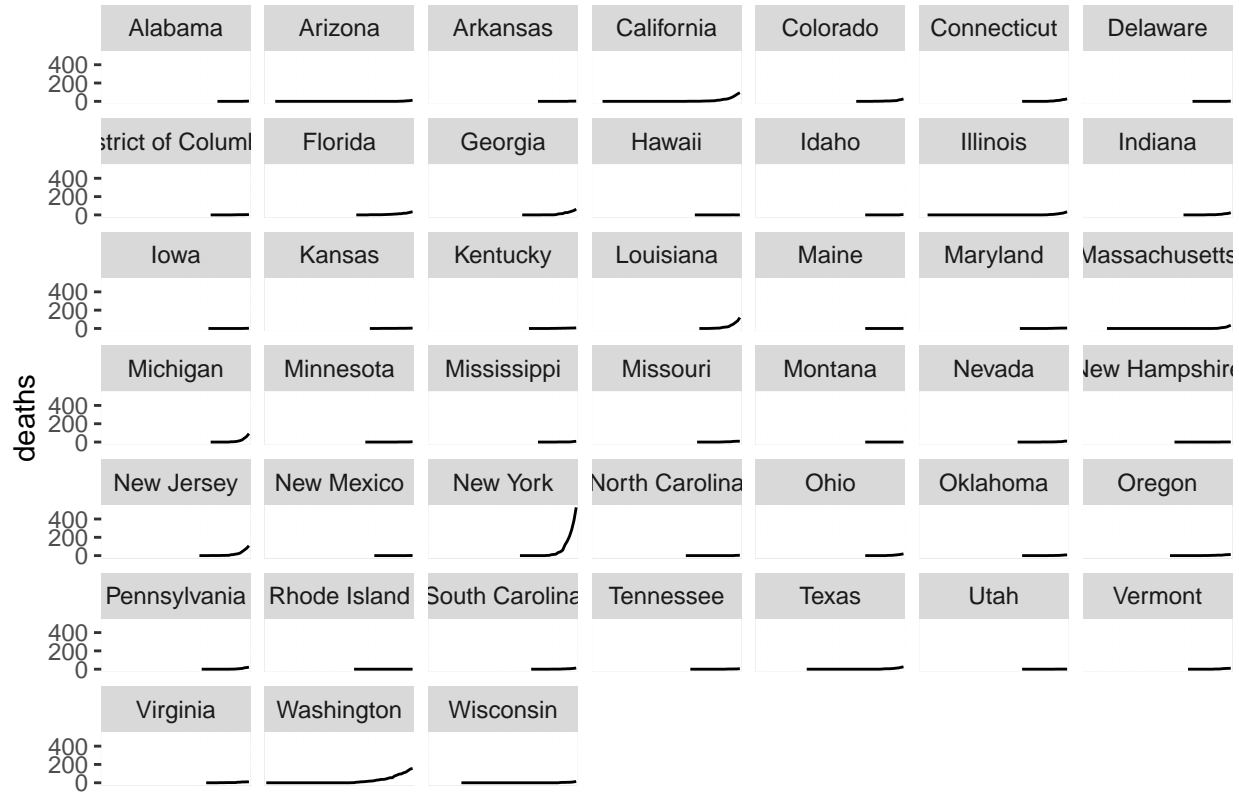 Alabama Arizona Arkansas California Colorado Connecticut Delaware
400
200
0
strict of Colum Florida Georgia Hawaii Idaho Illinois Indiana
400
200
0
Iowa Kansas Kentucky Louisiana Maine Maryland Massachusetts
400
200
0
Michigan Minnesota Mississippi Missouri Montana Nevada New Hampshire
400
200
0
deaths
New Jersey New Mexico New York North Carolina Ohio Oklahoma Oregon
400
200
0
Pennsylvania Rhode Island South Carolina Tennessee Texas Utah Vermont
400
200
0
Virginia Washington Wisconsin
400
200
0